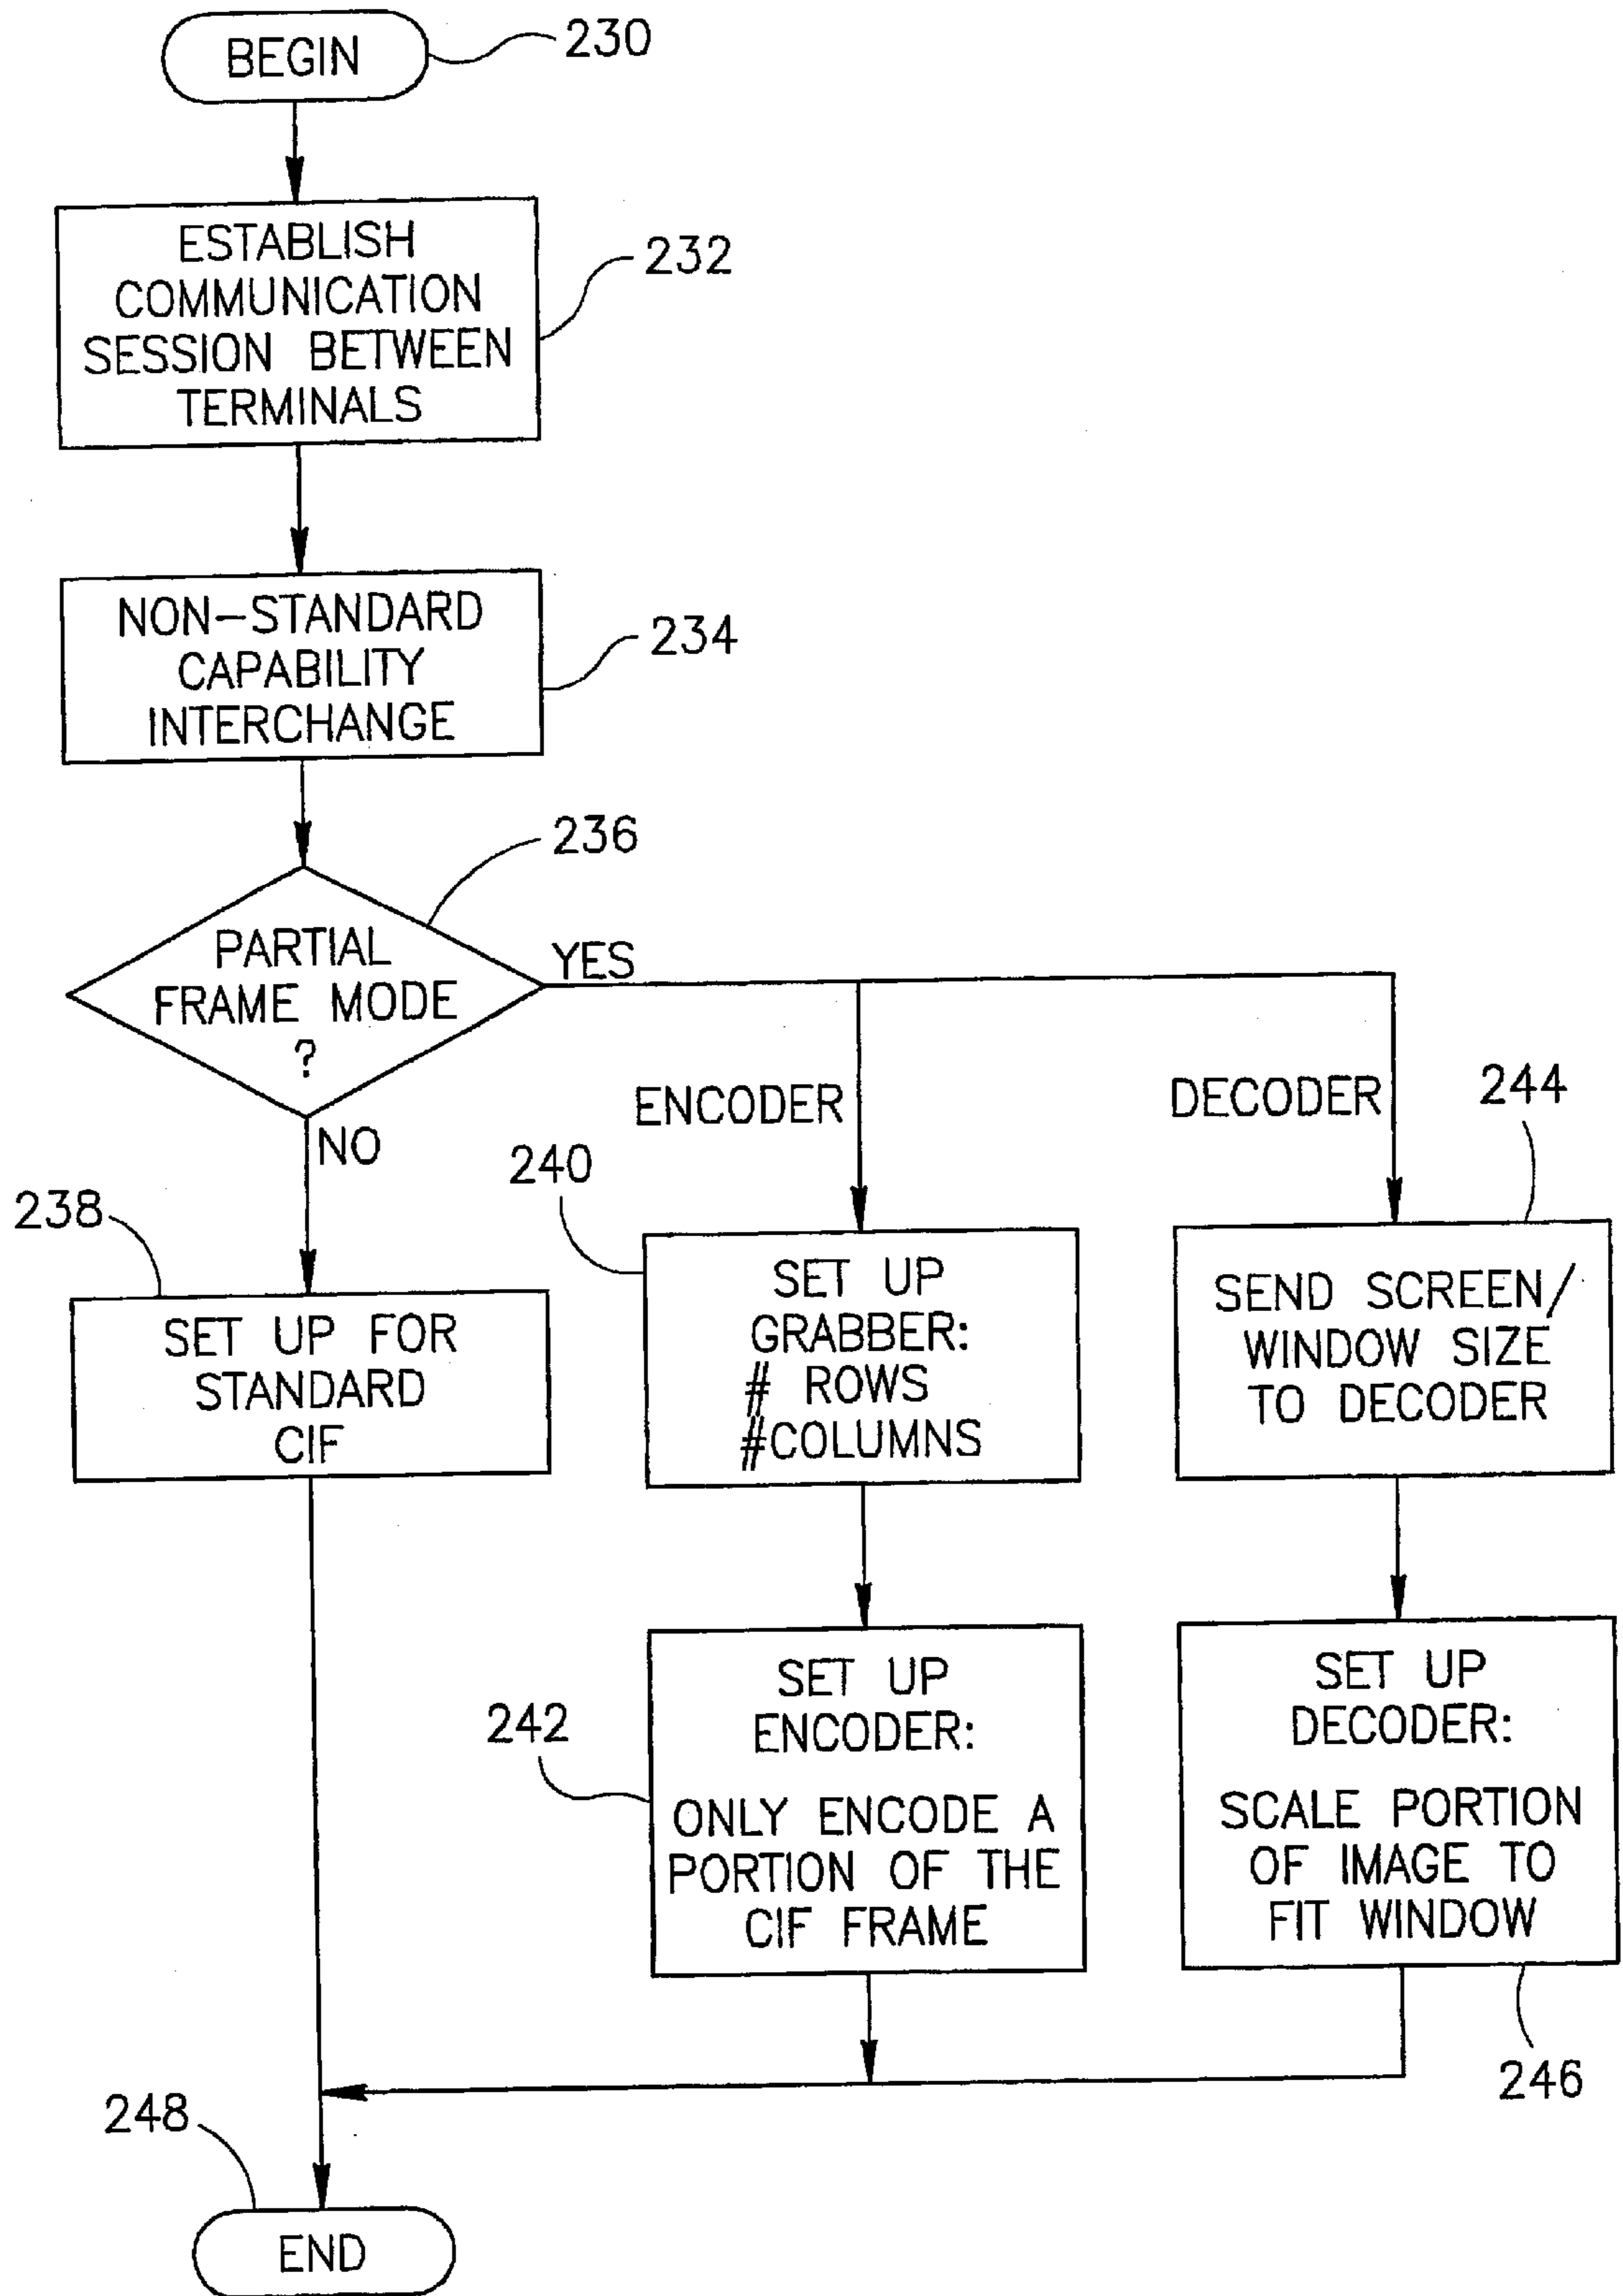 BEGIN
230
ESTABLISH
COMMUNICATION
SESSION BETWEEN
TERMINALS
232
NON-STANDARD
CAPABILITY
INTERCHANGE
234
236
PARTIAL
FRAME MODE
?
YES
NO
ENCODER
DECODER
238
SET UP FOR
STANDARD
CIF
240
SET UP
GRABBER:
# ROWS
#COLUMNS
244
SEND SCREEN/
WINDOW SIZE
TO DECODER
242
SET UP
ENCODER:
ONLY ENCODE A
PORTION OF THE
CIF FRAME
SET UP
DECODER:
SCALE PORTION
OF IMAGE TO
FIT WINDOW
246
248
END